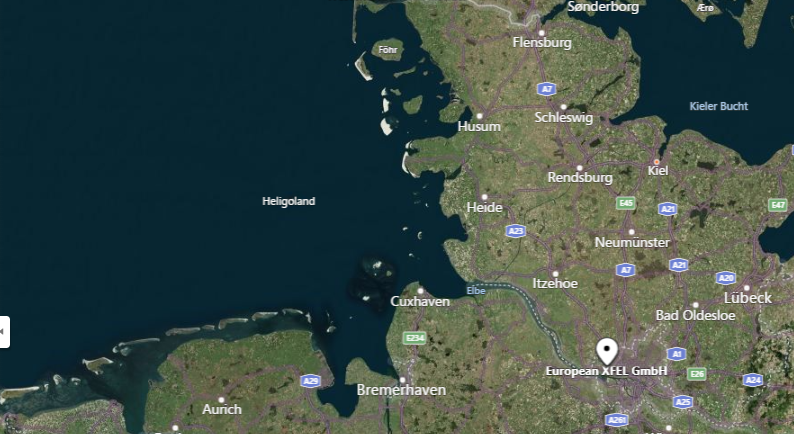 Sønderborg
Ærø
Flensburg
Föhr
A7
Kieler Bucht
Schleswig
Husum
Kiel
Rendsburg
Heligoland
Heide
E45
A21
E47
A23
Neumünster
A7
A21
A20
Itzehoe
Elbe
Cuxhaven
Lübeck
Bad Oldesloe
E234
A1
European XFEL GmbH
E26
A29
A24
Bremerhaven
A25
Aurich
A261